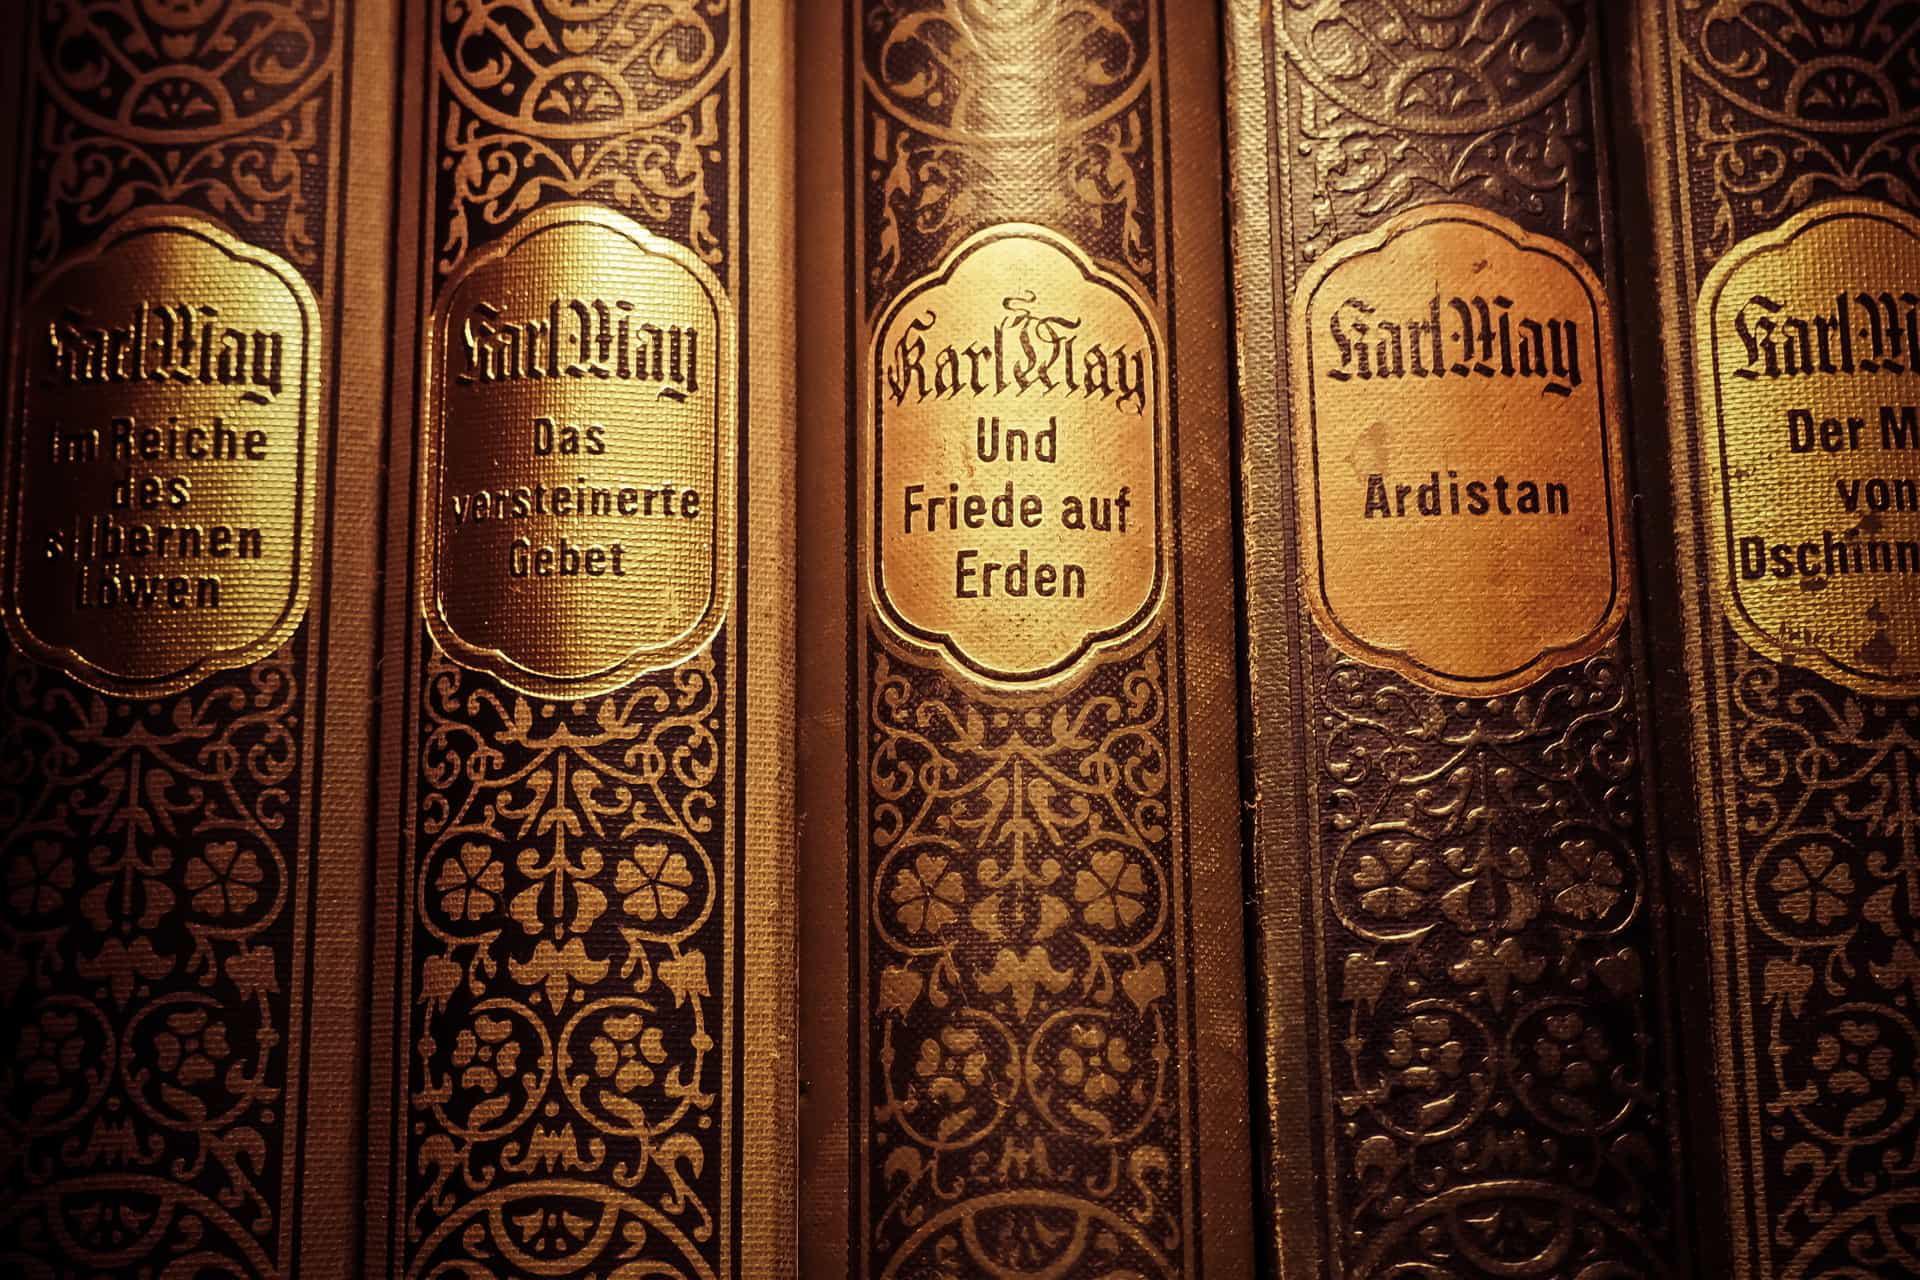 Karl May
Im Reiche
des
silbernen
Löwen
Karl May
Das
versteinerte
Gebet
Karl May
Und
Friede auf
Erden
Karl May
Ardistan
Karl M
Der M
von
Dschinn